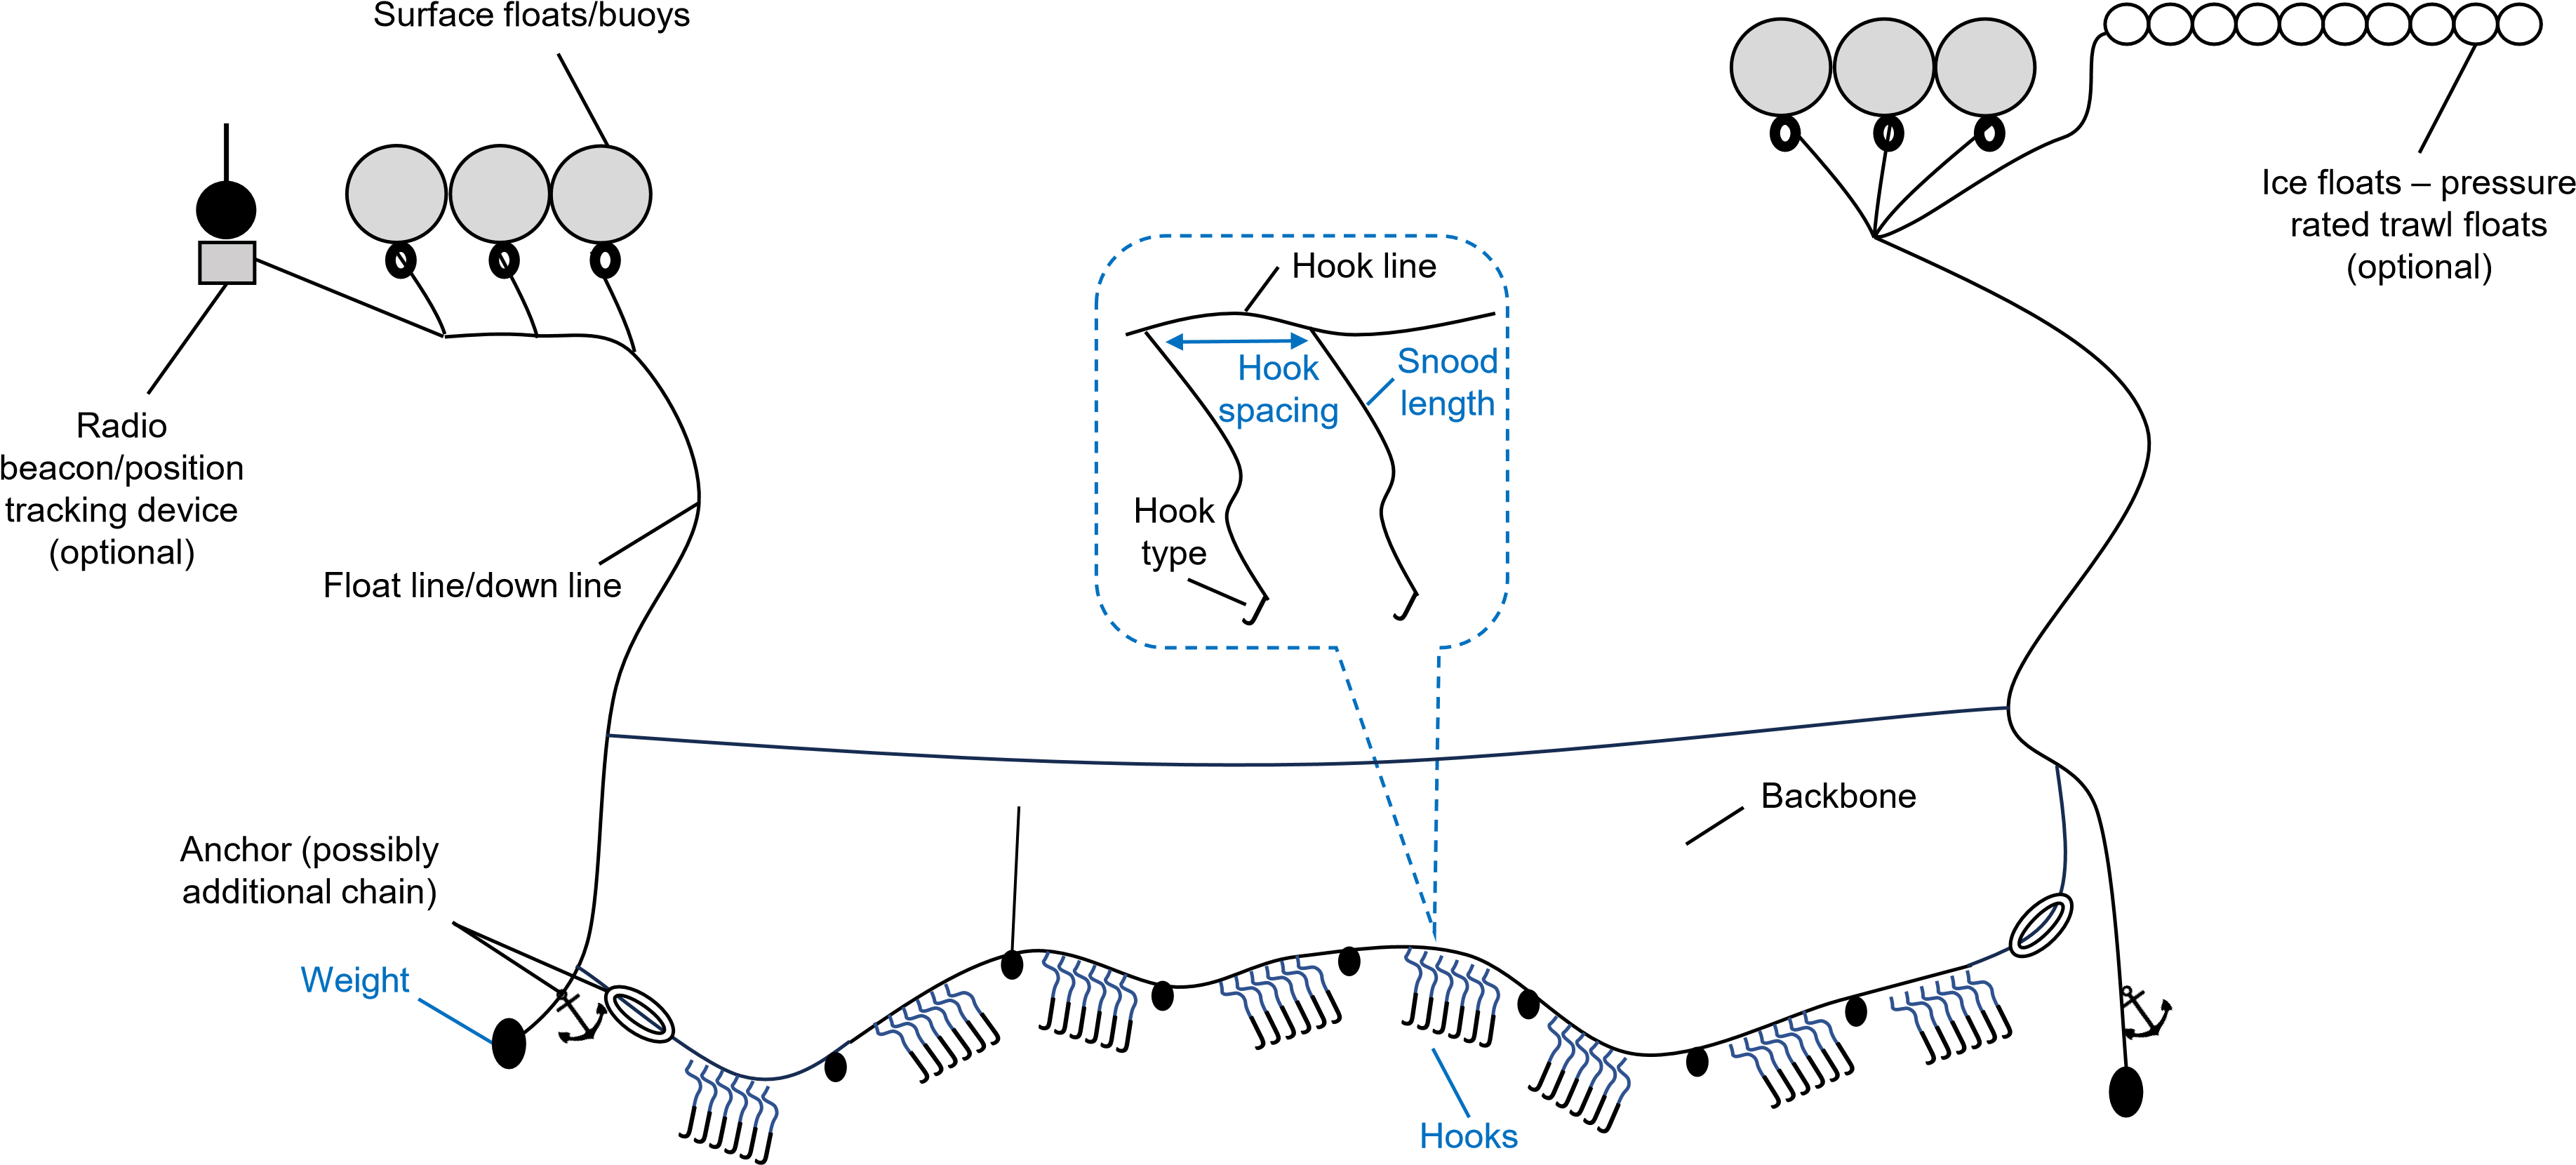 Surface floats/buoys
Ice floats – pressure
rated trawl floats
(optional)
Hook line
Hook
spacing
Snood
length
Hook
type
Radio
beacon/position
tracking device
(optional)
Float line/down line
Backbone
Anchor (possibly
additional chain)
Weight
Hooks